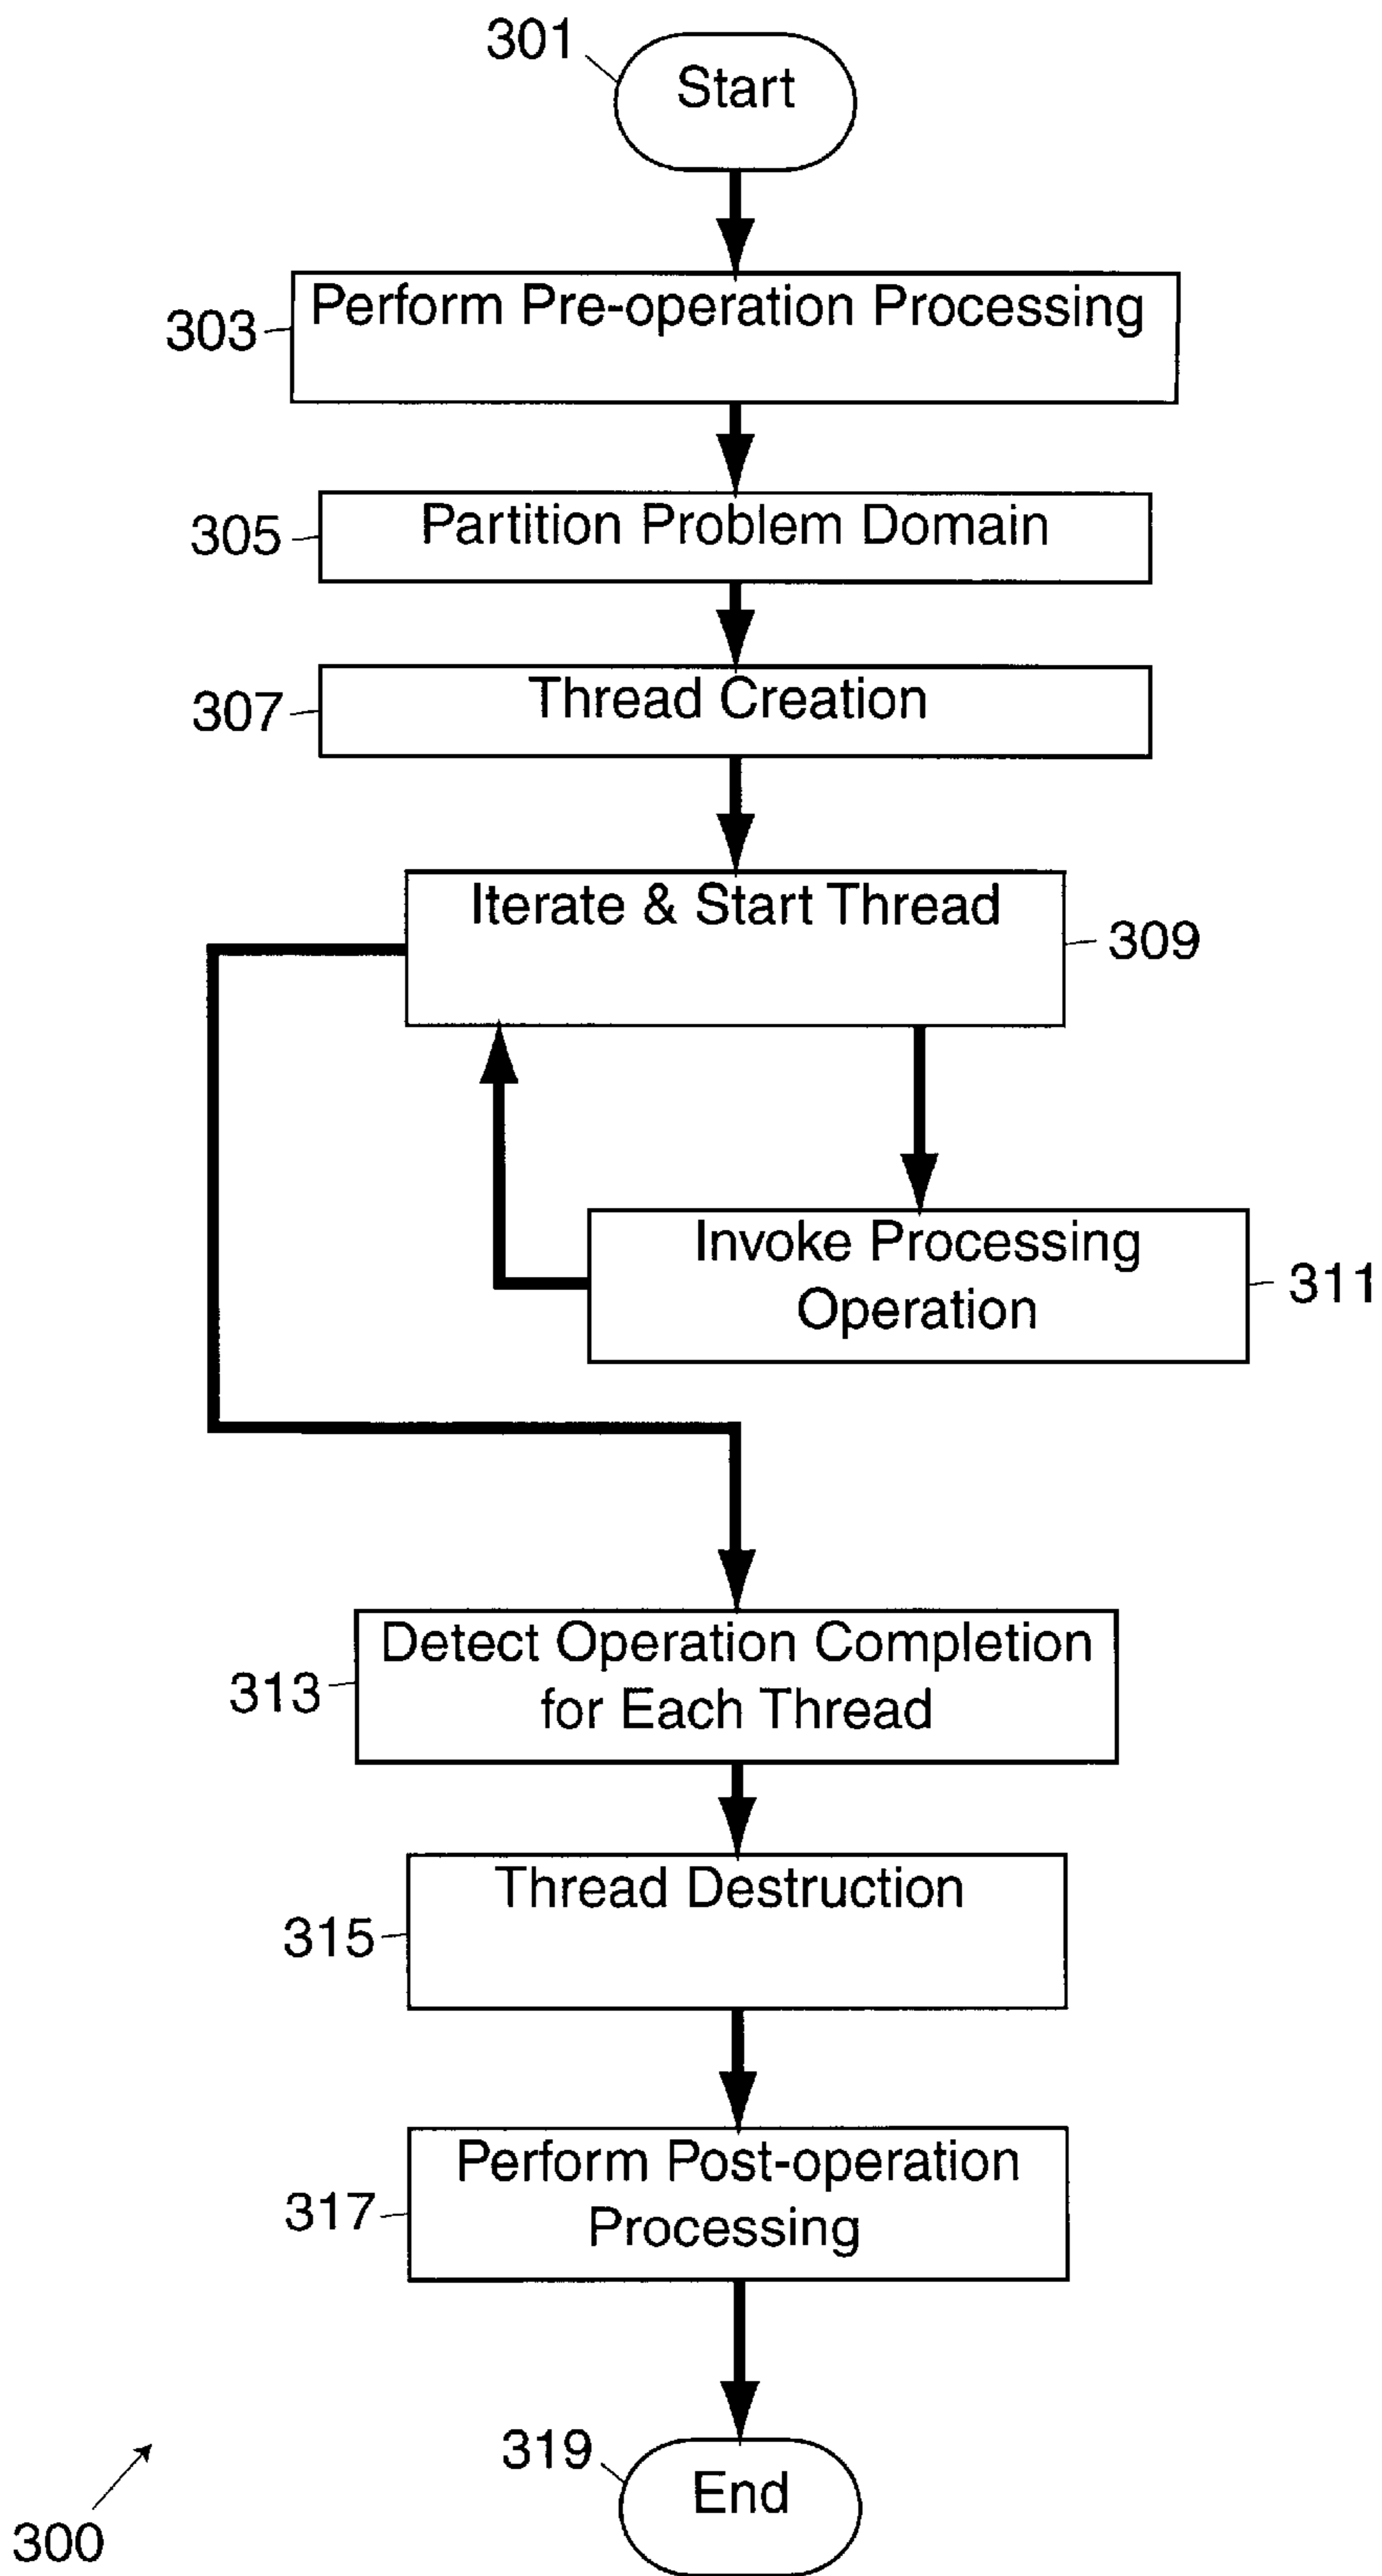 301
Start
303
Perform Pre-operation Processing
305
Partition Problem Domain
307
Thread Creation
Iterate & Start Thread
309
Invoke Processing
Operation
311
313
Detect Operation Completion
for Each Thread
315
Thread Destruction
317
Perform Post-operation
Processing
319
End
300